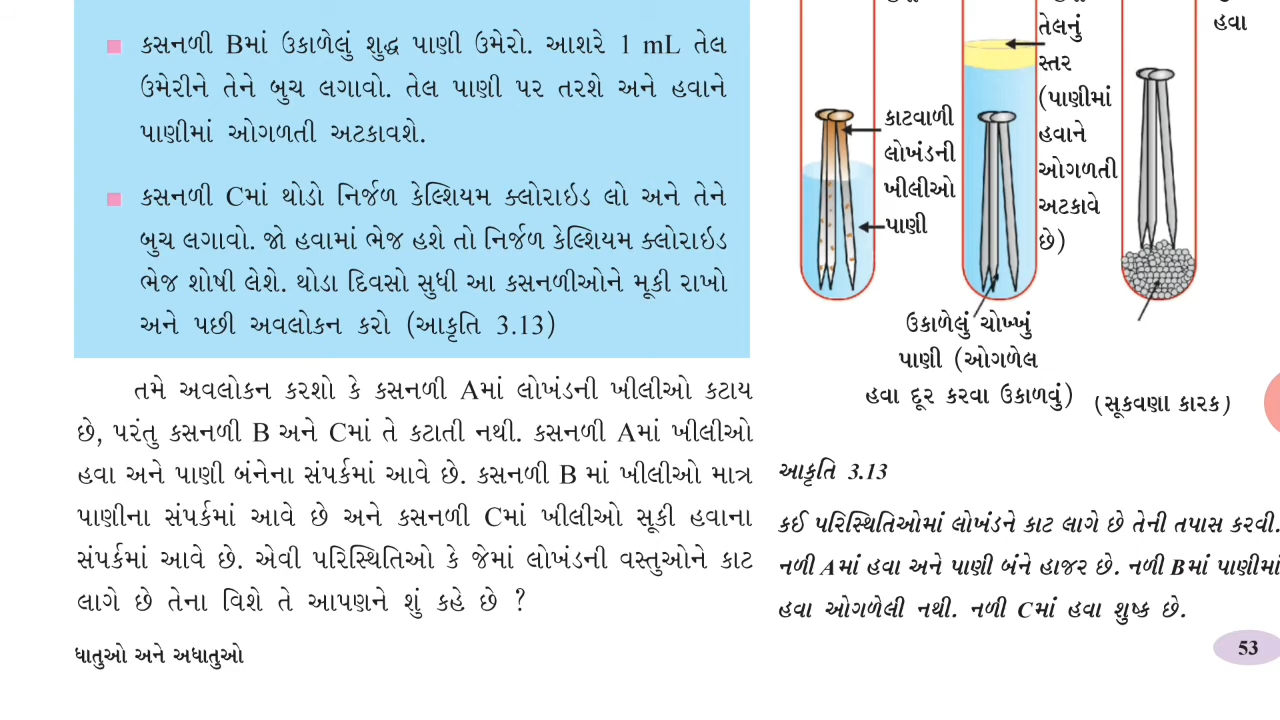 કસનળી Bમાં ઉકાળેલું શુદ્ધ પાણી ઉમેરો. આશરે 1 mL તેલ
ઉમેરીને તેને બુચ લગાવો. તેલ પાણી પર તરશે અને હવાને
પાણીમાં ઓગળતી અટકાવશે.
કસનળી Cમાં થોડો નિર્જળ કેલ્શિયમ ક્લોરાઇડ લો અને તેને
બુચ લગાવો. જો હવામાં ભેજ હશે તો નિર્જળ કેલ્શિયમ ક્લોરાઇડ
ભેજ શોષી લેશે. થોડા દિવસો સુધી આ કસનળીઓને મૂકી રાખો
અને પછી અવલોકન કરો (આકૃતિ 3.13)
તમે અવલોકન કરશો કે કસનળી Aમાં લોખંડની ખીલીઓ કટાય
છે, પરંતુ કસનળી B અને Cમાં તે કટાતી નથી. કસનળી Aમાં ખીલીઓ
હવા અને પાણી બંનેના સંપર્કમાં આવે છે. કસનળી B માં ખીલીઓ માત્ર
પાણીના સંપર્કમાં આવે છે અને કસનળી Cમાં ખીલીઓ સૂકી હવાના
સંપર્કમાં આવે છે. એવી પરિસ્થિતિઓ કે જેમાં લોખંડની વસ્તુઓને કાટ
લાગે છે તેના વિશે તે આપણને શું કહે છે ?
ધાતુઓ અને અધાતુઓ
કાટવાળી
લોખંડની
ખીલીઓ
પાણી
તેલનું
સ્તર
(પાણીમાં
હવાને
ઓગળતી
અટકાવે
છે)
હવા
ઉકાળેલું ચોખ્ખું
પાણી (ઓગળેલ
હવા દૂર કરવા ઉકાળવું)
(સૂકવણા કારક)
આકૃતિ 3.13
કઈ પરિસ્થિતિઓમાં લોખંડને કાટ લાગે છે તેની તપાસ કરવી.
નળી Aમાં હવા અને પાણી બંને હાજર છે. નળી Bમાં પાણીમાં
હવા ઓગળેલી નથી. નળી Cમાં હવા શુષ્ક છે.
53